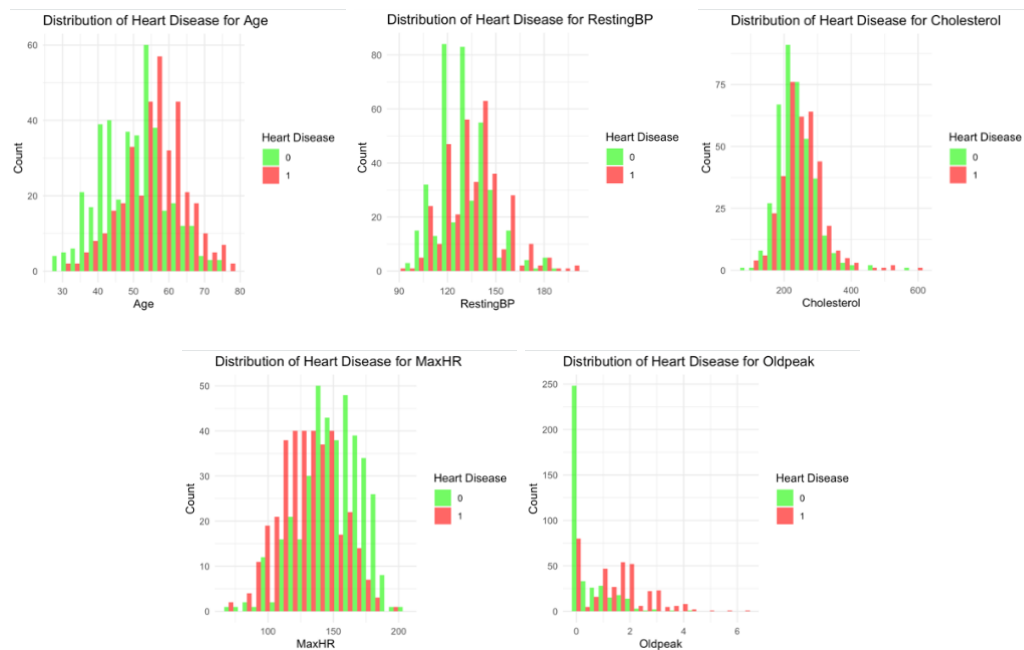 Distribution of Heart Disease for Age
60
40
20
0
Count
30 40 50 60 70 80
Age
Heart Disease
0
1
Distribution of Heart Disease for RestingBP
80
60
40
20
0
Count
90 120 150 180
RestingBP
Heart Disease
0
1
Distribution of Heart Disease for Cholesterol
75
50
25
0
Count
200 400 600
Cholesterol
Heart Disease
0
1
Distribution of Heart Disease for MaxHR
50
40
30
20
10
0
Count
100 150 200
MaxHR
Heart Disease
0
1
Distribution of Heart Disease for Oldpeak
250
200
150
100
50
0
Count
0 2 4 6
Oldpeak
Heart Disease
0
1